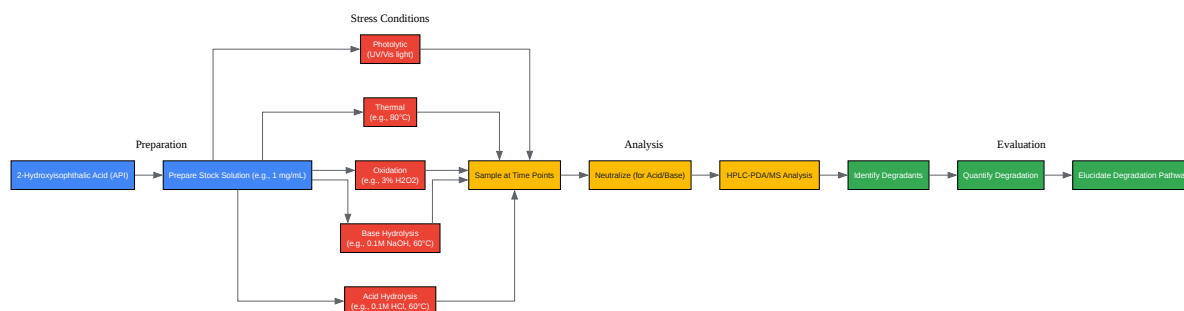 Stress Conditions
Photolytic
(UV/Vis light)
Thermal
(e.g., 80°C)
Preparation
Analysis
Evaluation
2-Hydroxyisophthalic Acid (API)
Prepare Stock Solution (e.g., 1 mg/mL)
Oxidation
(e.g., 3% H2O2)
Sample at Time Points
Neutralize (for Acid/Base)
HPLC-PDA/MS Analysis
Identify Degradants
Quantify Degradation
Elucidate Degradation Pathwa
Base Hydrolysis
(e.g., 0.1M NaOH, 60°C)
Acid Hydrolysis
(e.g., 0.1M HCl, 60°C)